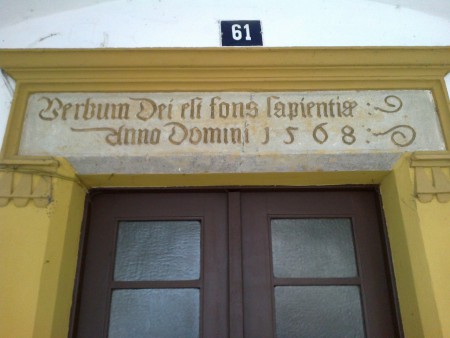 61
Verbum Dei est fons sapientiæ :~
Anno Domini 1568 :~